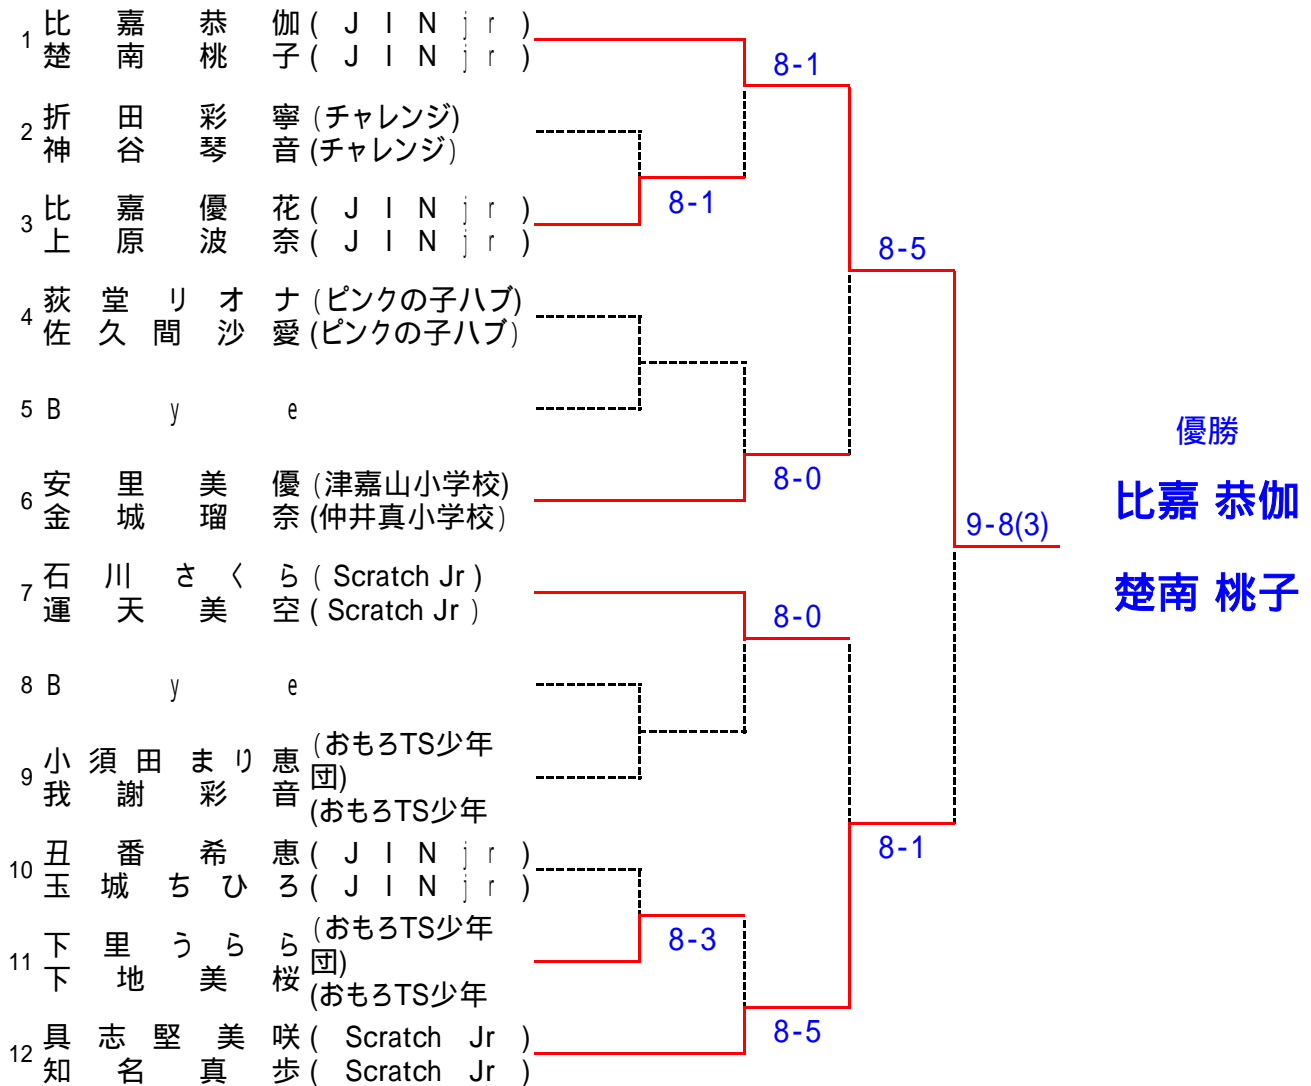 1 比嘉恭伽 ( J I N j r )
楚南桃子 ( J I N j r )
8-1
2 折田彩寧 (チャレンジ)
神谷琴音 (チャレンジ)
8-1
3 比嘉優花 ( J I N j r )
上原波奈 ( J I N j r )
8-5
4 荻堂リオナ (ピンクの子ハブ)
佐久間沙愛 (ピンクの子ハブ)
5 B y e
優勝
6 安里美優 (津嘉山小学校)
金城瑠奈 (仲井真小学校)
8-0
比嘉 恭伽
9-8(3)
7 石川さくら ( Scratch Jr )
運天美空 ( Scratch Jr )
8-0
楚南 桃子
8 B y e
9 小須田まり恵 (おもろTS少年
団)
我謝彩音 (おもろTS少年
10 丑番希恵 ( J I N j r )
玉城ちひろ ( J I N j r )
8-1
11 下里うらら (おもろTS少年
団)
下地美桜 (おもろTS少年
8-3
12 具志堅美咲 ( Scratch Jr )
知名真歩 ( Scratch Jr )
8-5